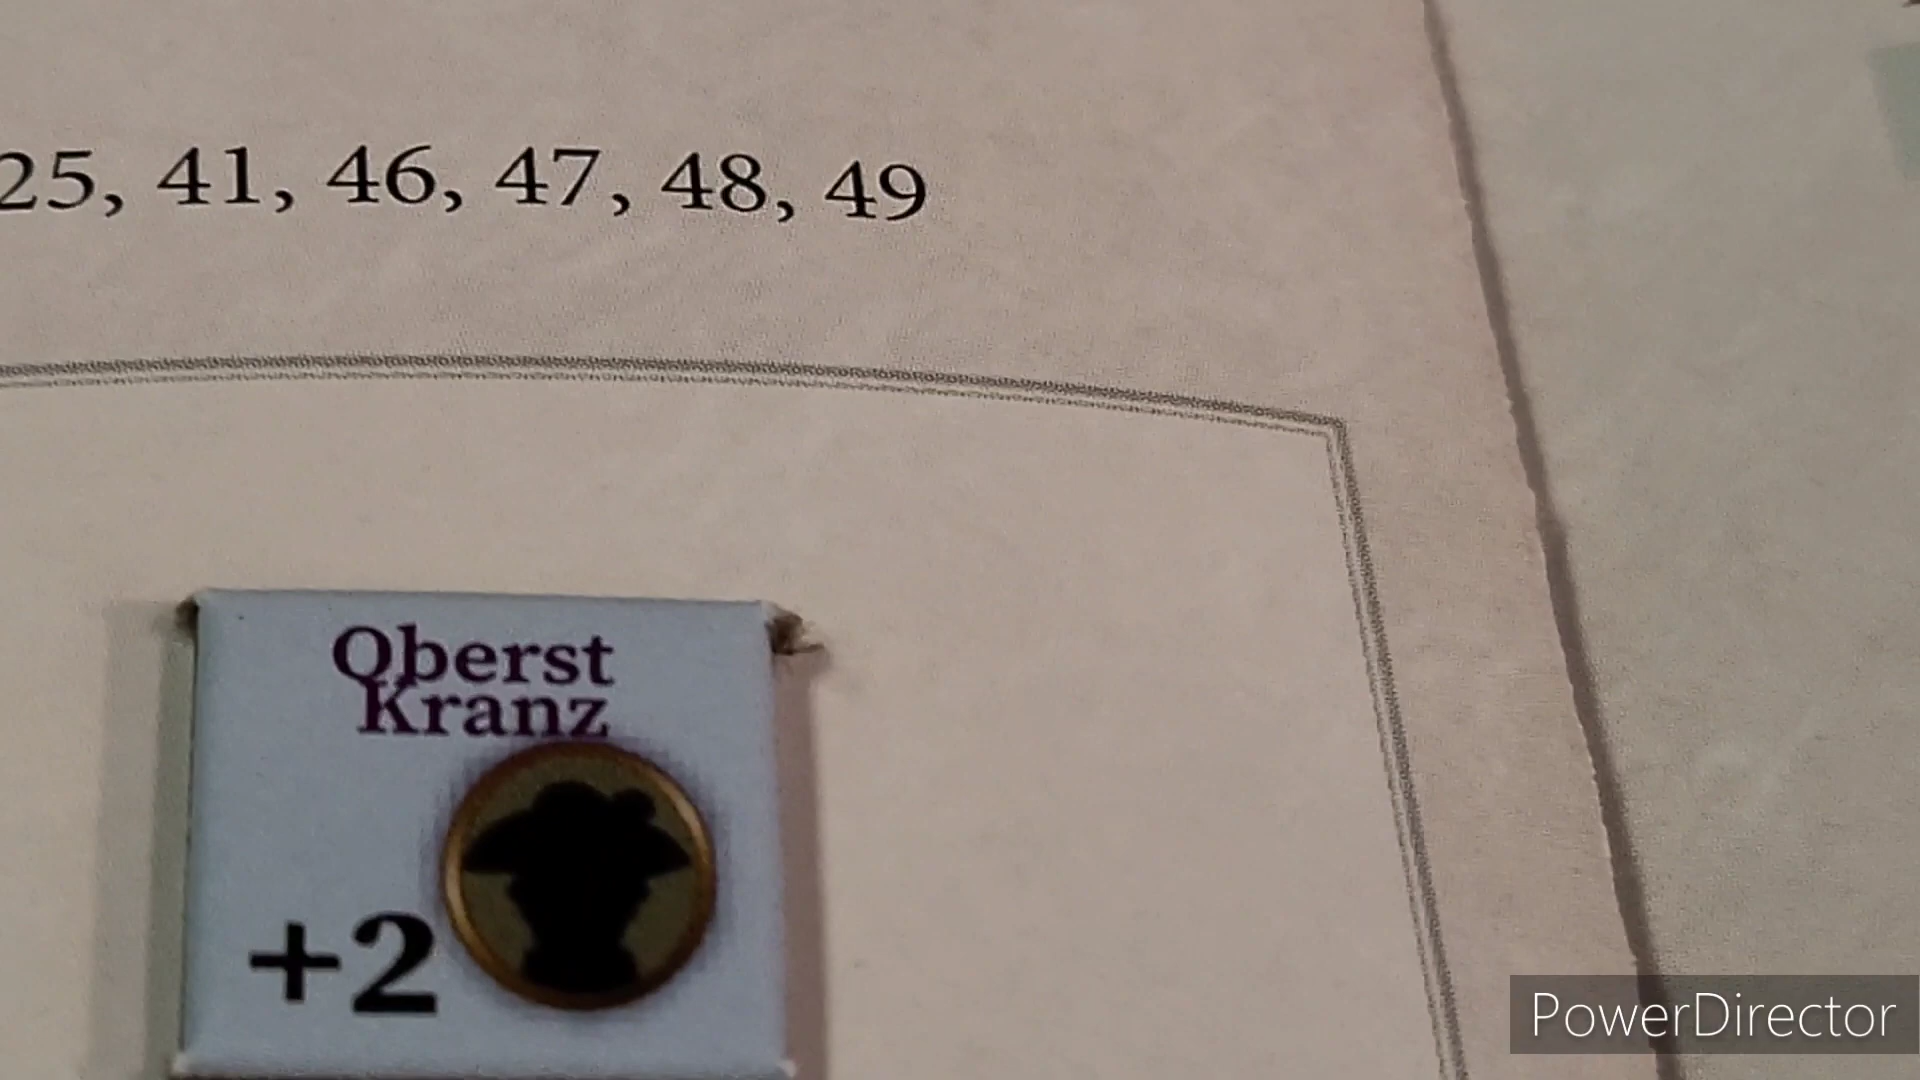 25, 41, 46, 47, 48, 49
Oberst
Kranz
+2
PowerDirector